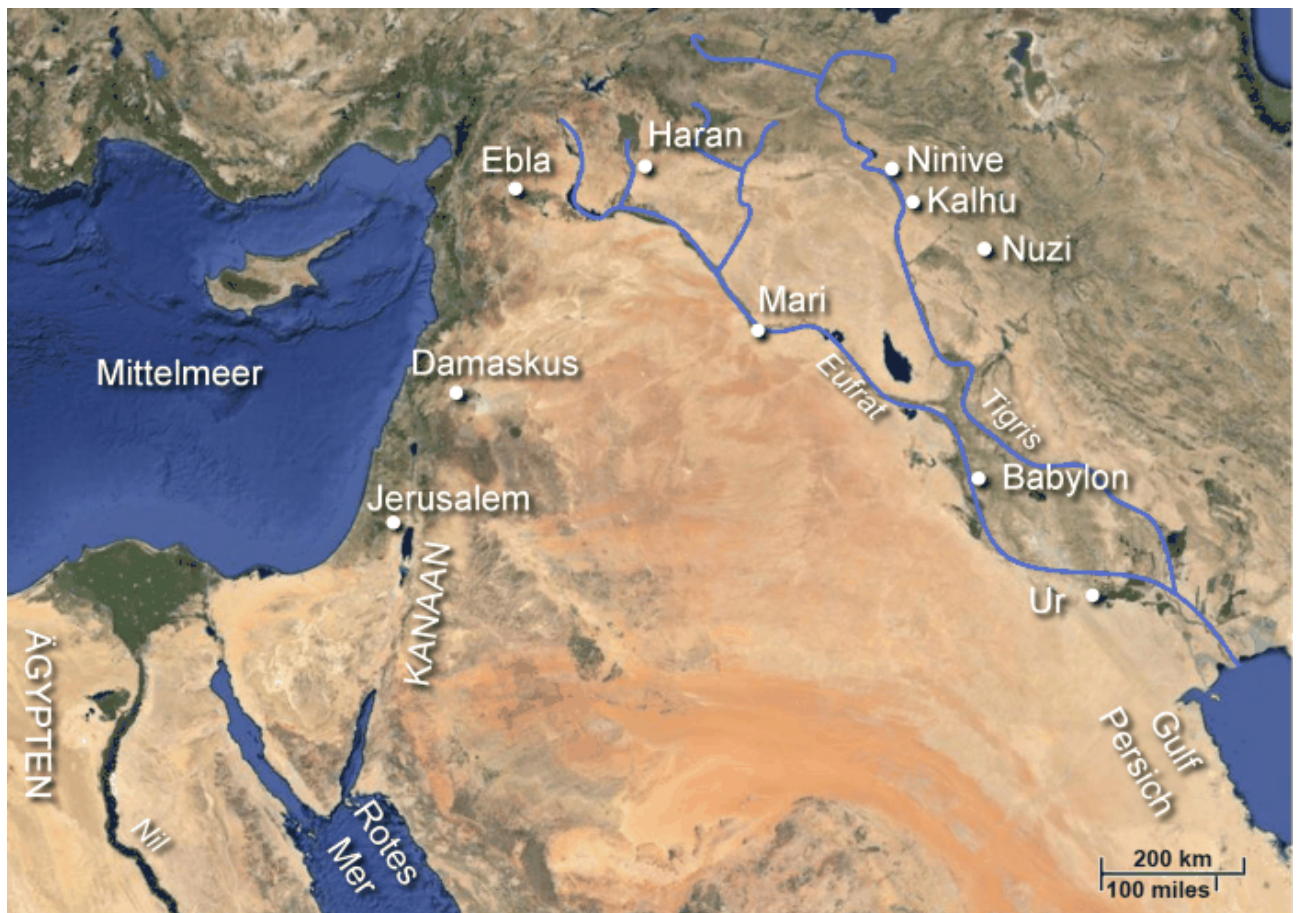 Haran
Ebla
Ninive
Kalhu
Nuzi
Mari
Mittelmeer
Damaskus
Eufrat
Tigris
Babylon
Jerusalem
KANAAN
Ur
ÄGYPTEN
Nil
Rotes
Mer
Gulf
Persich
200 km
100 miles